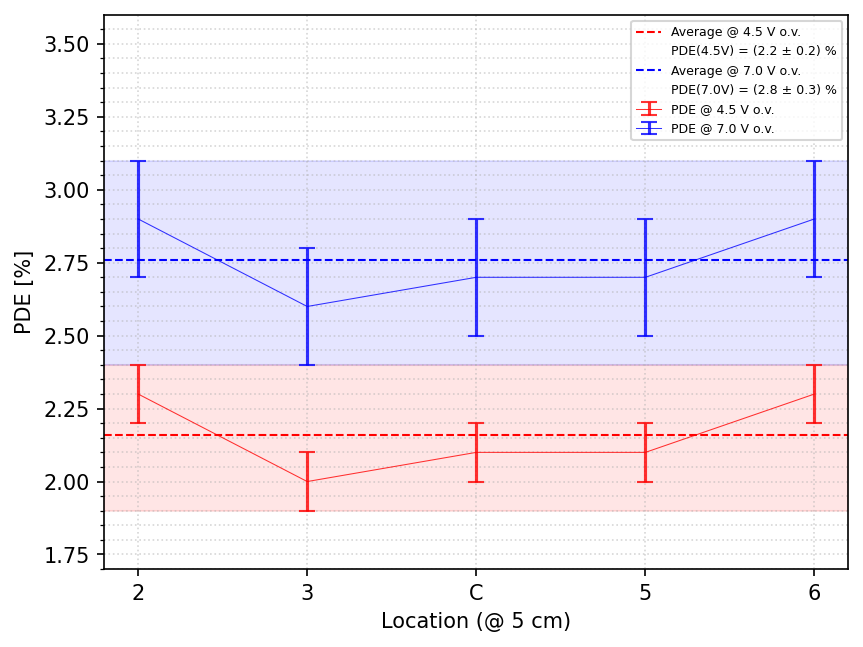 3.50
3.25
3.00
2.75
2.50
2.25
2.00
1.75
PDE [%]
Average @ 4.5 V o.v.
PDE(4.5V) = (2.2 ± 0.2) %
Average @ 7.0 V o.v.
PDE(7.0V) = (2.8 ± 0.3) %
PDE @ 4.5 V o.v.
PDE @ 7.0 V o.v.
2 3 C 5 6
Location (@ 5 cm)